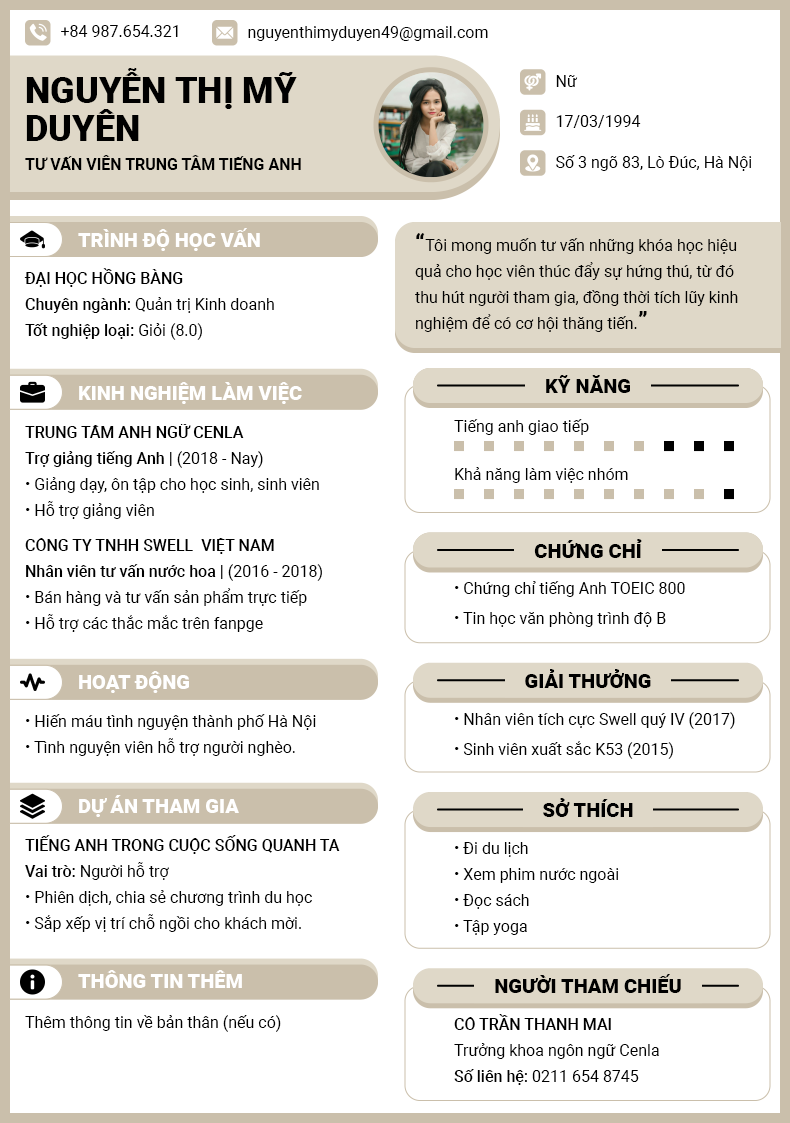 +84 987.654.321
nguyenthimyduyen49@gmail.com
NGUYỄN THỊ MỸ
DUYÊN
TƯ VẤN VIÊN TRUNG TÂM TIẾNG ANH
Nữ
17/03/1994
Số 3 ngõ 83, Lò Đúc, Hà Nội
TRÌNH ĐỘ HỌC VẤN
ĐẠI HỌC HỒNG BÀNG
Chuyên ngành: Quản trị Kinh doanh
Tốt nghiệp loại: Giỏi (8.0)
KINH NGHIỆM LÀM VIỆC
TRUNG TÂM ANH NGỮ CENLA
Trợ giảng tiếng Anh | (2018 - Nay)
• Giảng dạy, ôn tập cho học sinh, sinh viên
• Hỗ trợ giảng viên
CÔNG TY TNHH SWELL VIỆT NAM
Nhân viên tư vấn nước hoa | (2016 - 2018)
• Bán hàng và tư vấn sản phẩm trực tiếp
• Hỗ trợ các thắc mắc trên fanpge
HOẠT ĐỘNG
• Hiến máu tình nguyện thành phố Hà Nội
• Tình nguyện viên hỗ trợ người nghèo.
DỰ ÁN THAM GIA
TIẾNG ANH TRONG CUỘC SỐNG QUANH TA
Vai trò: Người hỗ trợ
• Phiên dịch, chia sẻ chương trình du học
• Sắp xếp vị trí chỗ ngồi cho khách mời.
THÔNG TIN THÊM
Thêm thông tin về bản thân (nếu có)
“Tôi mong muốn tư vấn những khóa học hiệu
quả cho học viên thúc đẩy sự hứng thú, từ đó
thu hút người tham gia, đồng thời tích lũy kinh
nghiệm để có cơ hội thăng tiến.”
KỸ NĂNG
Tiếng anh giao tiếp
Khả năng làm việc nhóm
CHỨNG CHỈ
• Chứng chỉ tiếng Anh TOEIC 800
• Tin học văn phòng trình độ B
GIẢI THƯỞNG
• Nhân viên tích cực Swell quý IV (2017)
• Sinh viên xuất sắc K53 (2015)
SỞ THÍCH
• Đi du lịch
• Xem phim nước ngoài
• Đọc sách
• Tập yoga
NGƯỜI THAM CHIẾU
CÔ TRẦN THANH MAI
Trưởng khoa ngôn ngữ Cenla
Số liên hệ: 0211 654 8745